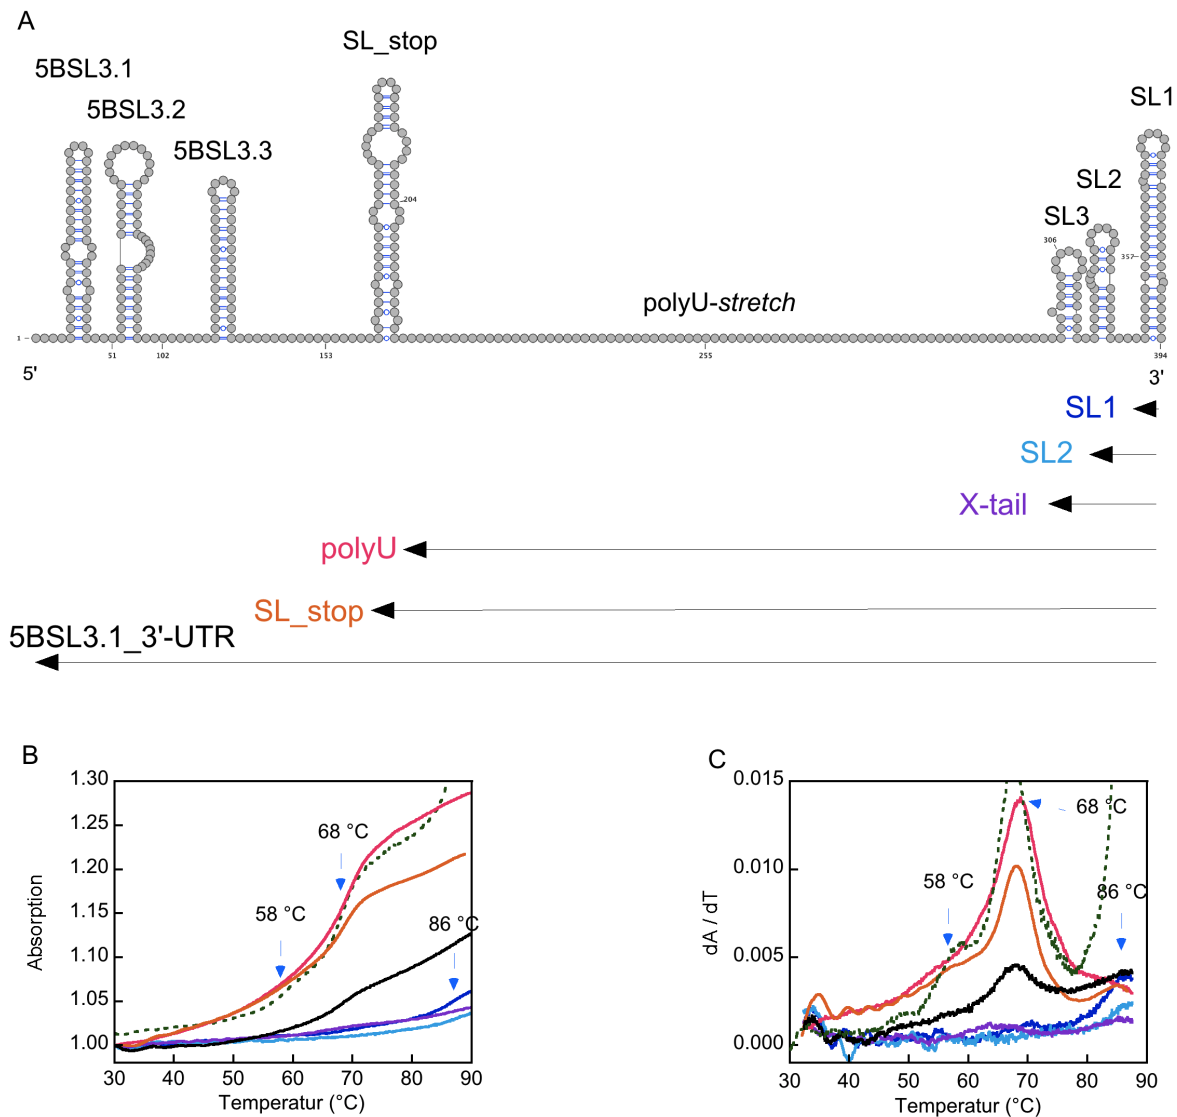 A
SL_stop
5BSL3.1
5BSL3.2
5BSL3.3
SL1
SL2
SL3
204
306
357
polyU-stretch
1
51
102
153
255
394
5'
3'
SL1
SL2
X-tail
polyU
SL_stop
5BSL3.1_3'-UTR
B
1.30
1.25
1.20
1.15
1.10
1.05
1.00
Absorption
68 °C
58 °C
86 °C
30 40 50 60 70 80 90
Temperatur (°C)
C
0.015
0.010
0.005
0.000
dA / dT
68 °C
58 °C
86 °C
30 40 50 60 70 80 90
Temperatur (°C)